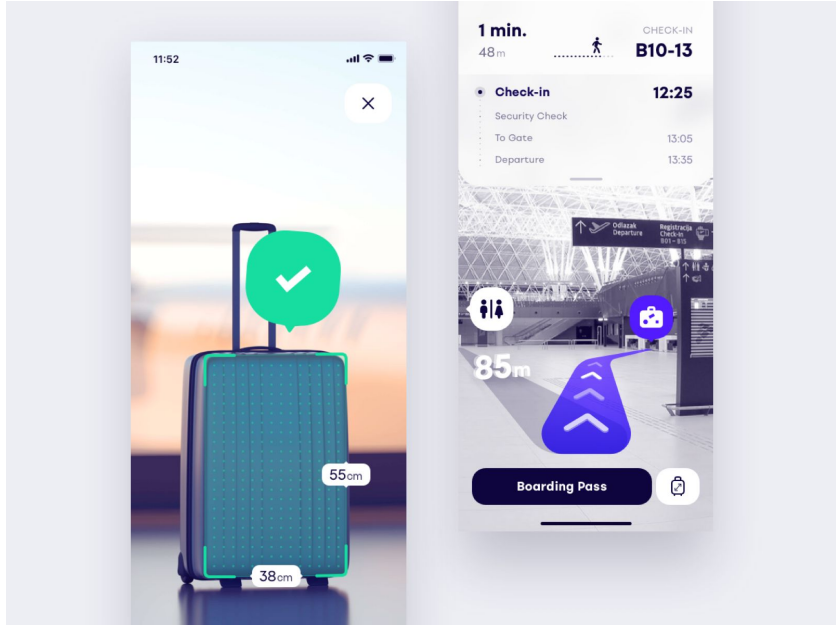 11:52
55cm
38cm
1 min.
48m
CHECK-IN
B10-13
Check-in 12:25
Security Check
To Gate 13:05
Departure 13:35
Odlazak
Departure
Registracija
Check-in
B01-B15
85m
Boarding Pass